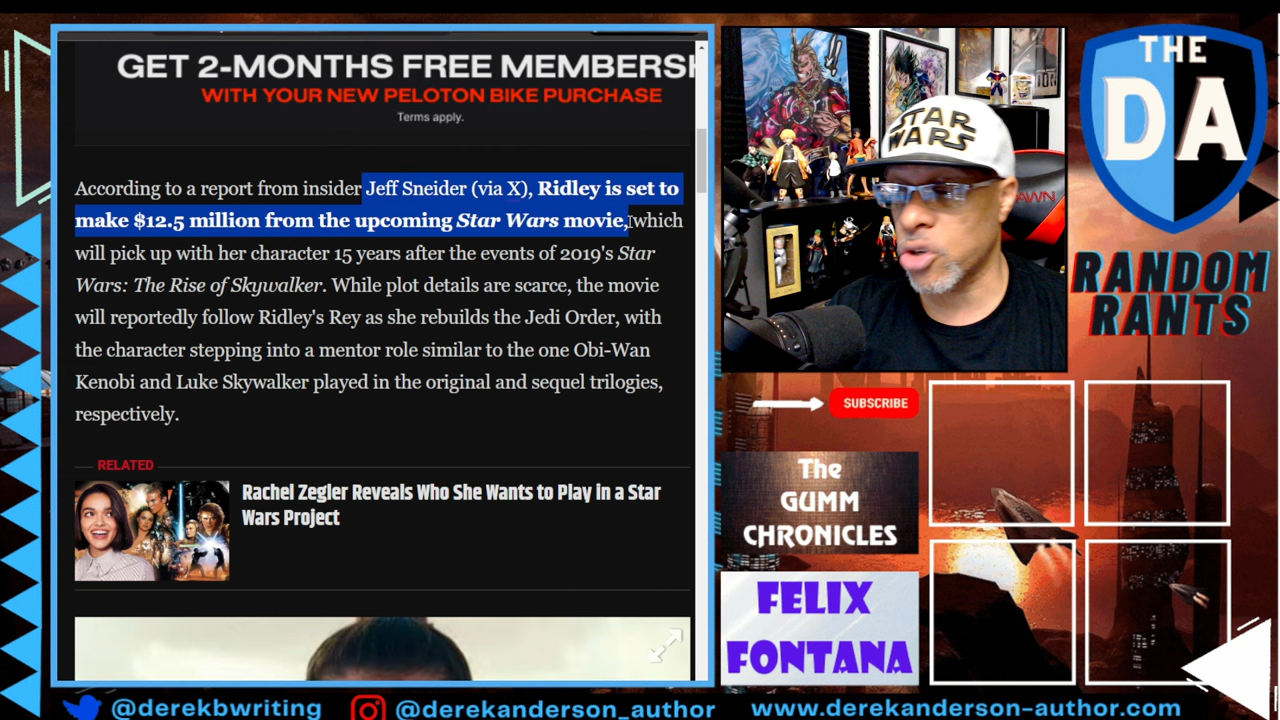 GET 2-MONTHS FREE MEMBERSH
WITH YOUR NEW PELOTON BIKE PURCHASE
Terms apply.
According to a report from insider Jeff Sneider (via X), Ridley is set to
make $12.5 million from the upcoming Star Wars movie, which
will pick up with her character 15 years after the events of 2019's Star
Wars: The Rise of Skywalker. While plot details are scarce, the movie
will reportedly follow Ridley's Rey as she rebuilds the Jedi Order, with
the character stepping into a mentor role similar to the one Obi-Wan
Kenobi and Luke Skywalker played in the original and sequel trilogies,
respectively.
RELATED
Rachel Zegler Reveals Who She Wants to Play in a Star
Wars Project
STAR
WARS
THE
DA
RANDOM
RANTS
SUBSCRIBE
The
GUMM
CHRONICLES
FELIX
FONTANA
@derekbwriting
@derekanderson_author
www.derekanderson-author.com